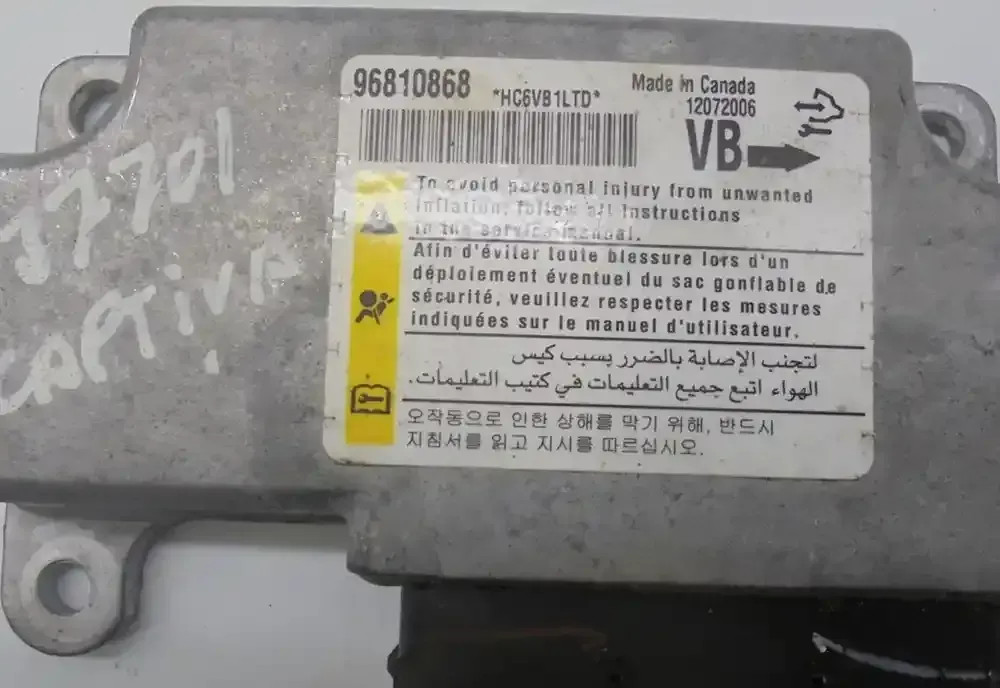 96810868
*HC6VB1LTD*
Made in Canada
12072006
VB
To avoid personal injury from unwanted
inflation, follow all instructions
in the service manual.
Afin d'éviler loute blessure lors d'un
déploiement éventuel du sac gonflable de
sécurité, veuillez respecter les mesures
indiquées sur le manuel d'utilisateur.
لتجنب الإصابة بالضرر بسبب كيس
الهواء اتبع جميع التعليمات في كتيب التعليمات.
오작동으로 인한 상해를 막기 위해, 반드시
지침서를 읽고 지시를 따르십시오.
CAPTIVA